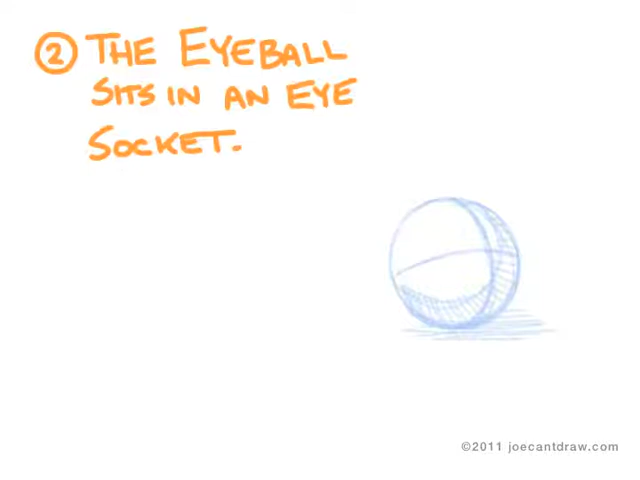 ② THE EYEBALL
SITS IN AN EYE
SOCKET.
©2011 joecantdraw.com